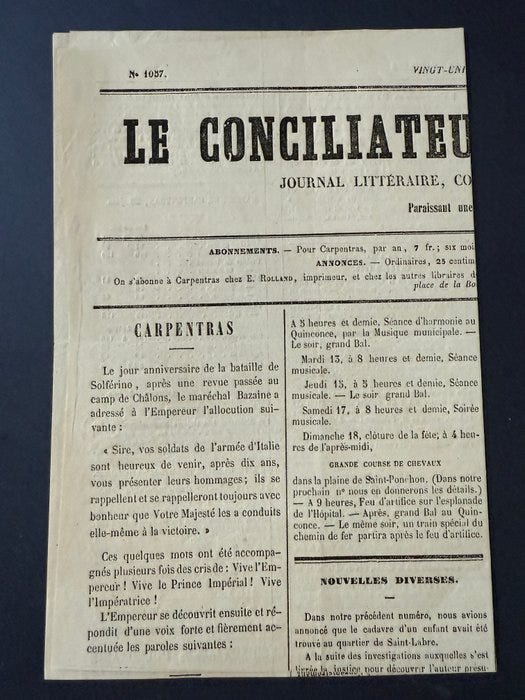 No 1057.
VINGT-UNI
LE CONCILIATEU
JOURNAL LITTÉRAIRE, CO
Paraissant une
ABONNEMENTS. — Pour Carpentras, par an, 7 fr.; six moi
ANNONCES. — Ordinaires, 25 centim
On s'abonne à Carpentras chez E. ROLLAND, imprimeur, et chez les autres libraires d
place de la Bo
CARPENTRAS
Le jour anniversaire de la bataille de
Solférino, après une revue passée au
camp de Châlons, le maréchal Bazaine a
adressé à l'Empereur l'allocution sui-
vante :
« Sire, vos soldats de l'armée d'Italie
sont heureux de venir, après dix ans,
vous présenter leurs hommages; ils se
rappellent et se rappelleront toujours avec
bonheur que Votre Majesté les a conduits
elle-même à la victoire. »
Ces quelques mots ont été accompa-
gnés plusieurs fois des cris de : Vive l'Em-
pereur ! Vive le Prince Impérial ! Vive
l'Impératrice !
L'Empereur se découvrit ensuite et ré-
pondit d'une voix forte et fièrement ac-
centuée les paroles suivantes :
A 5 heures et demie, Séance d'harmonie au
Quinconce, par la Musique municipale. —
Le soir, grand Bal.
Mardi 13, à 8 heures et demie, Séance
musicale.
Jeudi 15, à 5 heures et demie, Séance
musicale. — Le soir grand Bal.
Samedi 17, à 8 heures et demie, Soirée
musicale.
Dimanche 18, clôture de la fête; à 4 heu-
res de l'après-midi,
GRANDE COURSE DE CHEVAUX
dans la plaine de Saint-Ponchon. (Dans notre
prochain no nous en donnerons les détails.)
— A 9 heures, Feu d'artifice sur l'esplanade
de l'Hôpital. — Après, grand Bal au Quin-
conce. — Le même soir, un train spécial du
chemin de fer partira après le feu d'artifice.
NOUVELLES DIVERSES.
Dans notre précédent numéro, nous avions
annoncé que le cadavre d'un enfant avait été
trouvé au quartier de Saint-Labre.
A la suite des investigations auxquelles s'est
livrée la justice pour découvrir l'auteur présu-